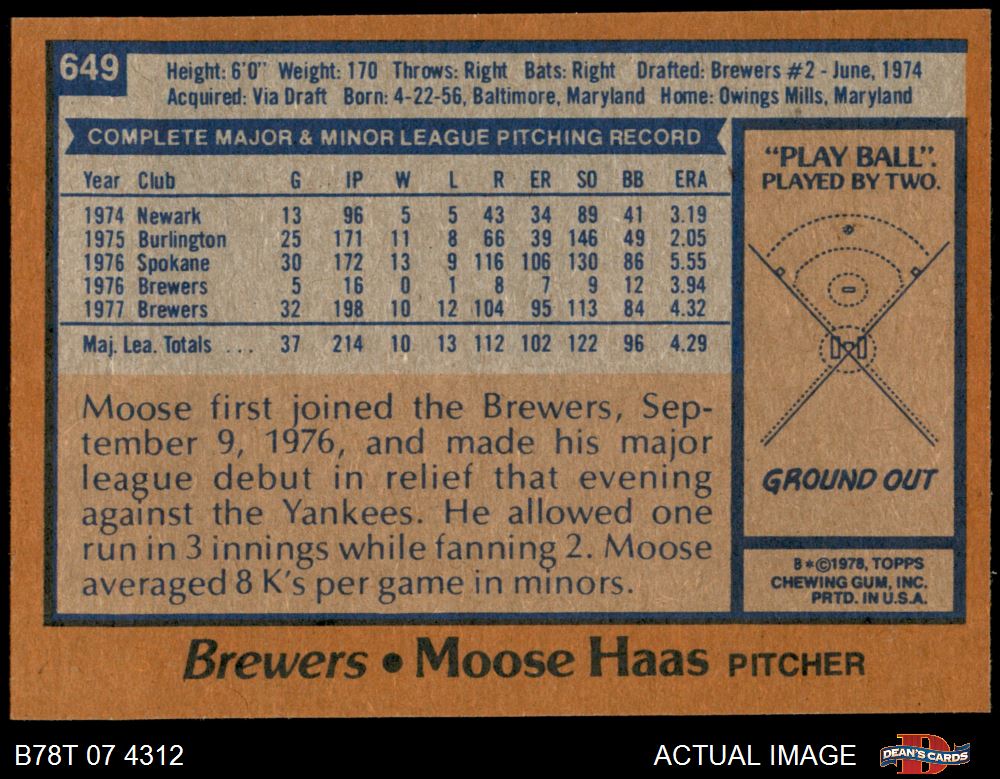 649
Height: 6'0" Weight: 170 Throws: Right Bats: Right Drafted: Brewers #2 - June, 1974
Acquired: Via Draft Born: 4-22-56, Baltimore, Maryland Home: Owings Mills, Maryland
COMPLETE MAJOR & MINOR LEAGUE PITCHING RECORD
Year Club G IP W L R ER SO BB ERA
1974 Newark 13 96 5 5 43 34 89 41 3.19
1975 Burlington 25 171 11 8 66 39 146 49 2.05
1976 Spokane 30 172 13 9 116 106 130 86 5.55
1976 Brewers 5 16 0 1 8 7 9 12 3.94
1977 Brewers 32 198 10 12 104 95 113 84 4.32
Maj. Lea. Totals ... 37 214 10 13 112 102 122 96 4.29
Moose first joined the Brewers, Sep-
tember 9, 1976, and made his major
league debut in relief that evening
against the Yankees. He allowed one
run in 3 innings while fanning 2. Moose
averaged 8 K's per game in minors.
"PLAY BALL".
PLAYED BY TWO.
GROUND OUT
B*©1978, TOPPS
CHEWING GUM, INC.
PRTD. IN U.S.A.
Brewers • Moose Haas PITCHER
B78T 07 4312
ACTUAL IMAGE
DEAN'S CARDS